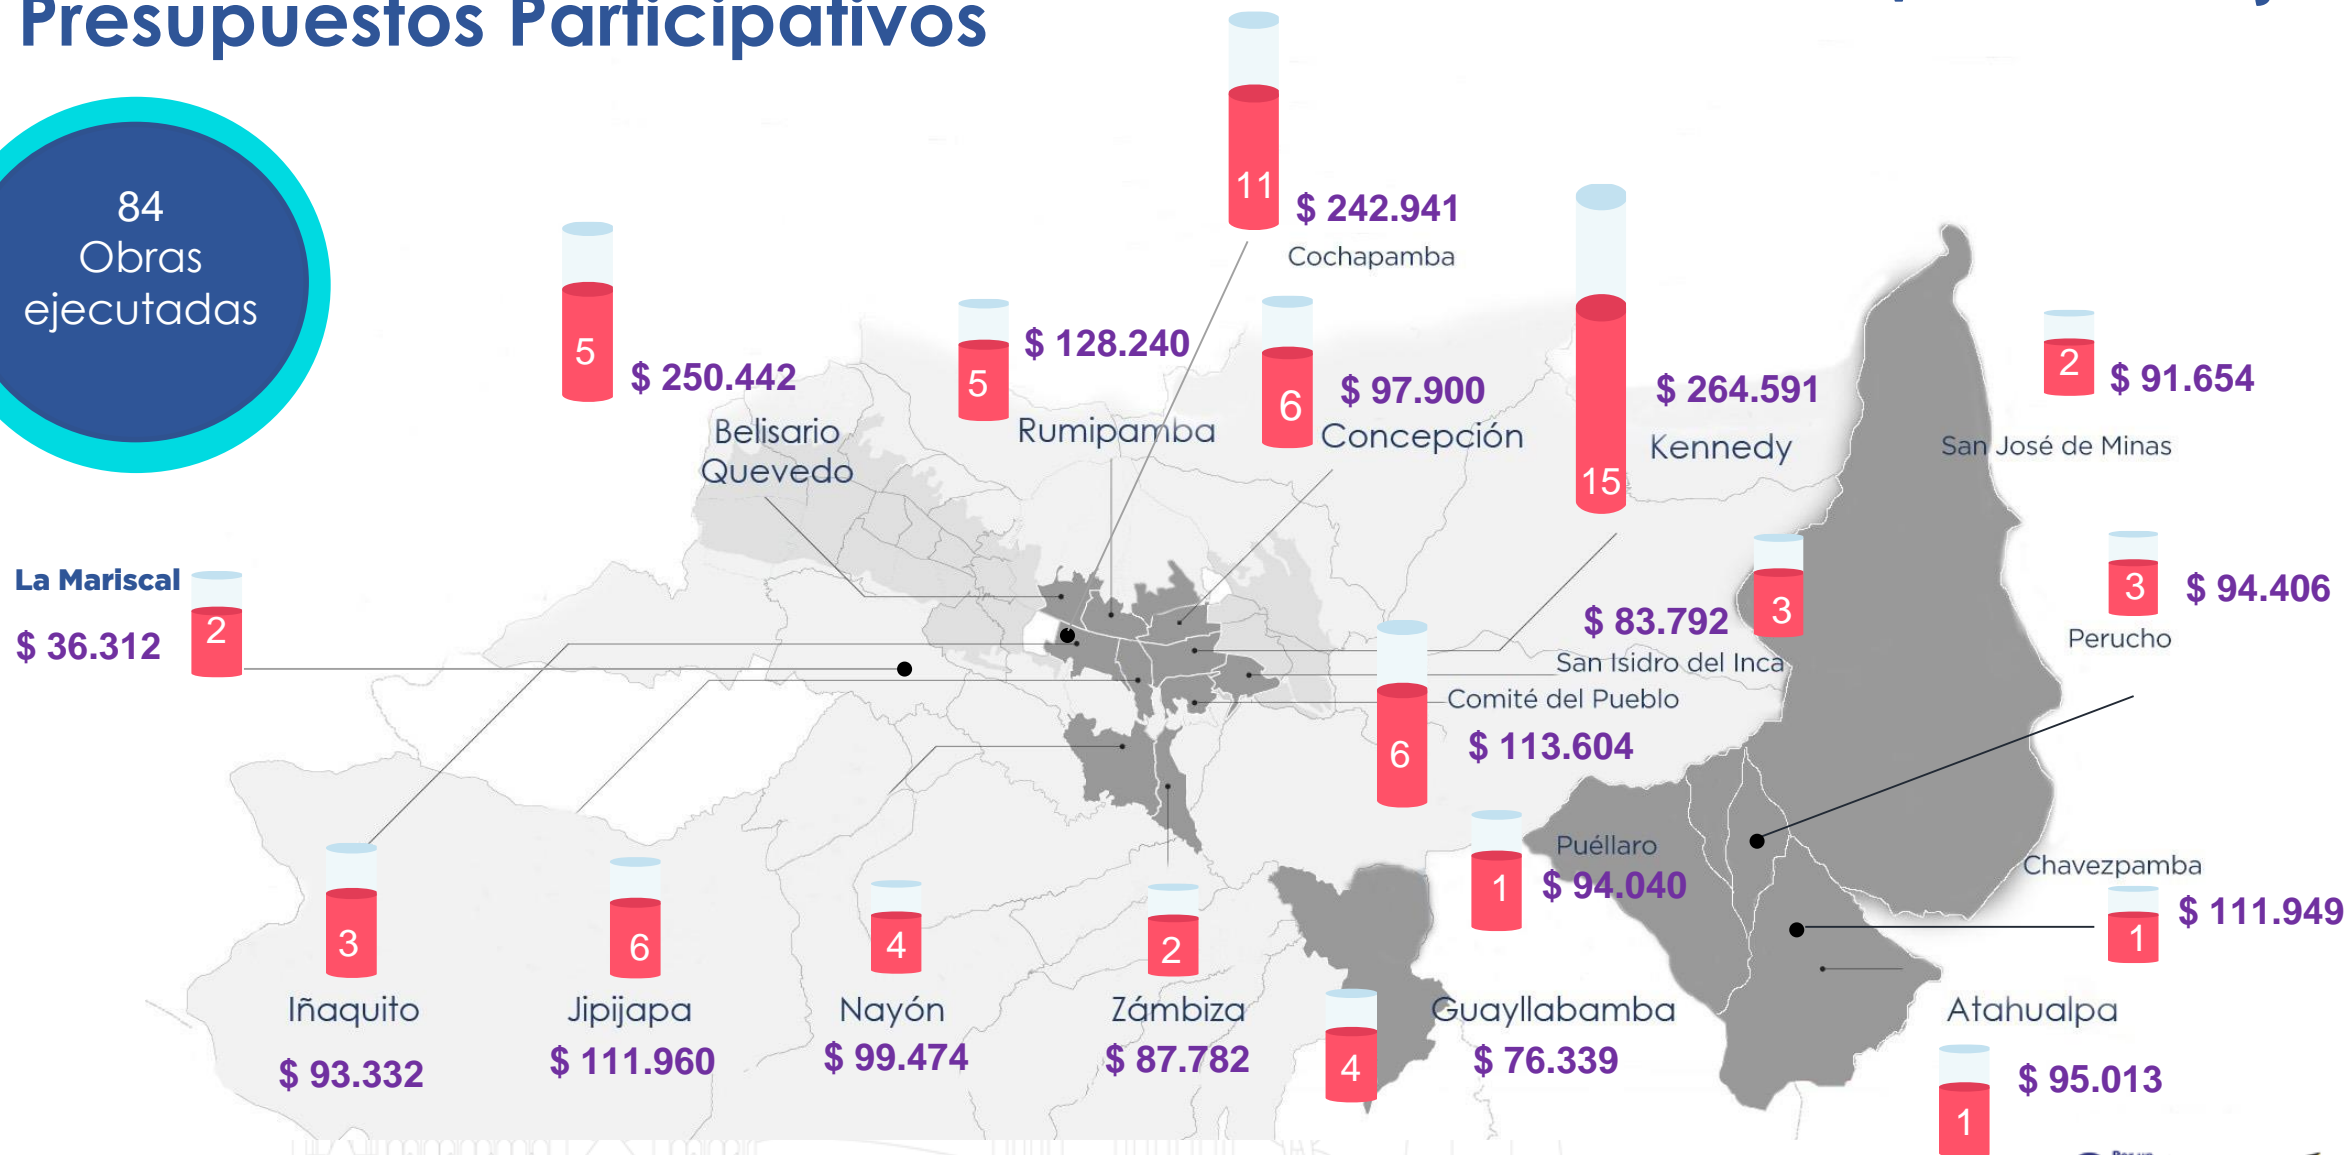 Presupuestos Participativos
84
Obras
ejecutadas
11
$ 242.941
Cochapamba
5
$ 250.442
Belisario
Quevedo
5
$ 128.240
Rumipamba
6
$ 97.900
Concepción
15
$ 264.591
Kennedy
2
$ 91.654
San José de Minas
La Mariscal
$ 36.312
2
3
$ 83.792
San Isidro del Inca
3
$ 94.406
Perucho
Comité del Pueblo
6
$ 113.604
1
Puéllaro
$ 94.040
Chavezpamba
1
$ 111.949
3
Iñaquito
$ 93.332
6
Jipijapa
$ 111.960
4
Nayón
$ 99.474
2
Zámbiza
$ 87.782
4
Guayllabamba
$ 76.339
Atahualpa
$ 95.013
1